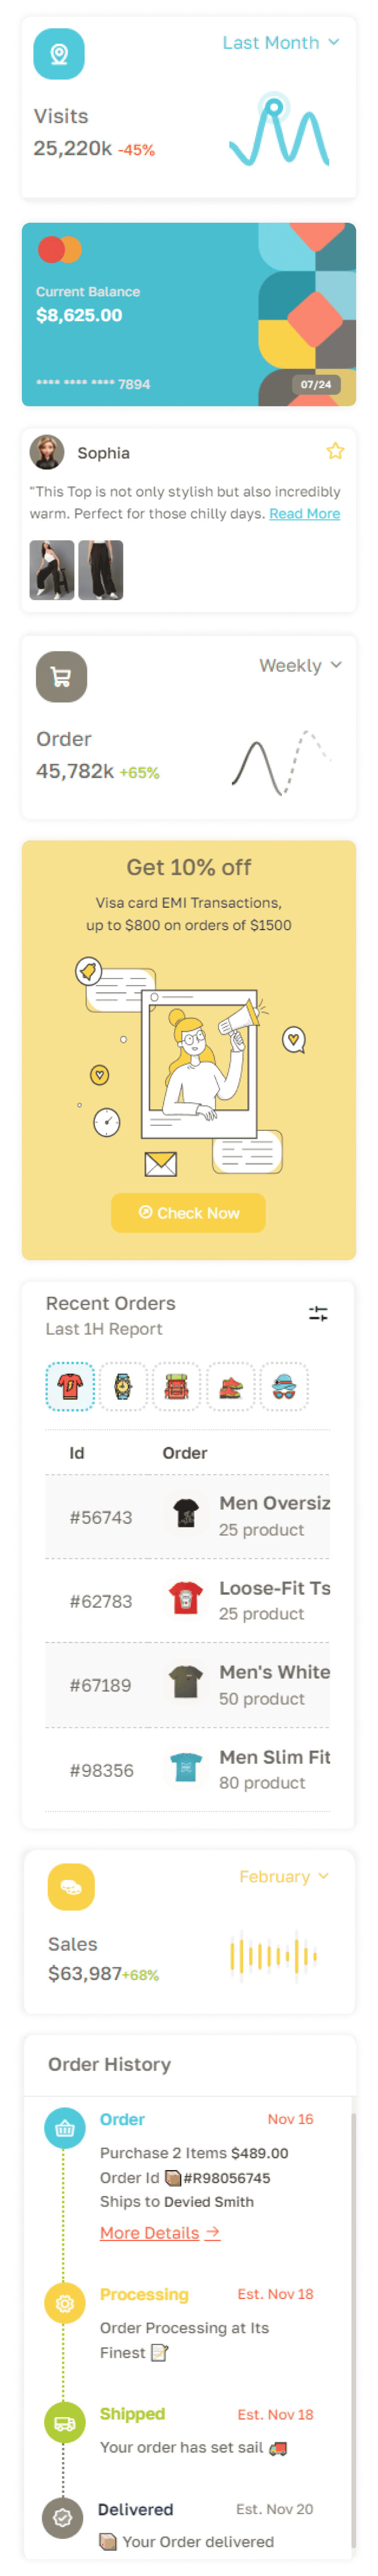 Last Month
Visits
25,220k -45%
Current Balance
$8,625.00
**** **** **** 7894
07/24
Sophia
"This Top is not only stylish but also incredibly
warm. Perfect for those chilly days. Read More
Weekly
Order
45,782k +65%
Get 10% off
Visa card EMI Transactions,
up to $800 on orders of $1500
Check Now
Recent Orders
Last 1H Report
Id Order
#56743 Men Oversiz
25 product
#62783 Loose-Fit Ts
25 product
#67189 Men's White
50 product
#98356 Men Slim Fit
80 product
February
Sales
$63,987+68%
Order History
Order Nov 16
Purchase 2 Items $489.00
Order Id #R98056745
Ships to Devied Smith
More Details →
Processing Est. Nov 18
Order Processing at Its
Finest
Shipped Est. Nov 18
Your order has set sail
Delivered Est. Nov 20
Your Order delivered